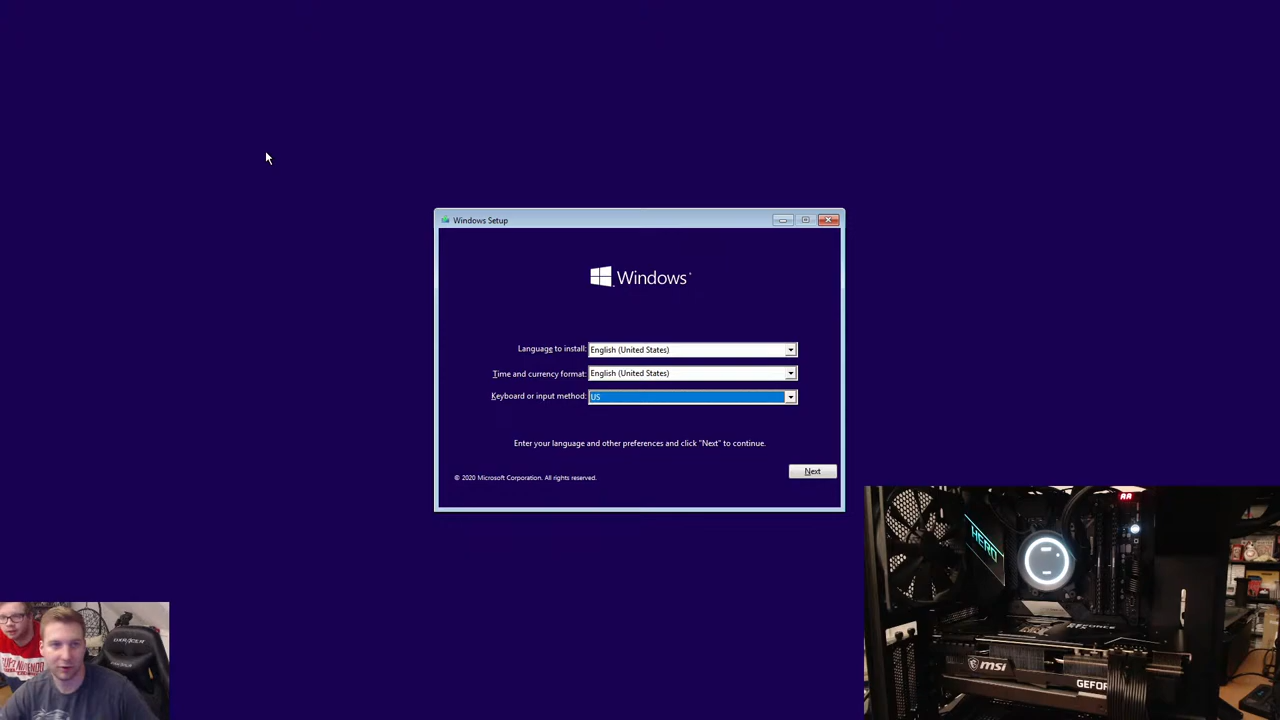 Windows Setup
Windows
Language to install: English (United States)
Time and currency format: English (United States)
Keyboard or input method: US
Enter your language and other preferences and click "Next" to continue.
Next
© 2020 Microsoft Corporation. All rights reserved.
AA
HERO
msi